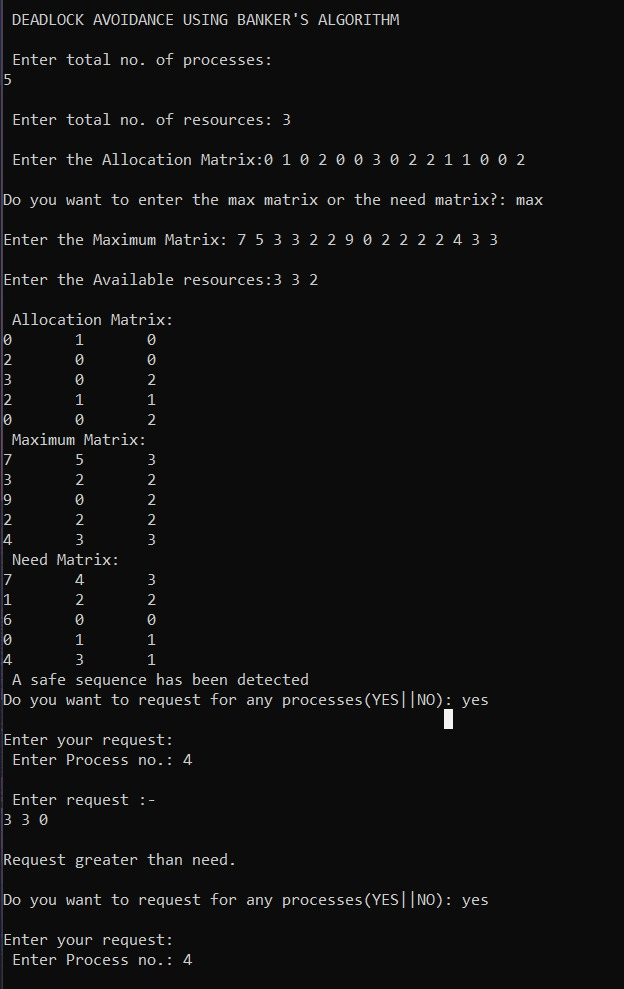 DEADLOCK AVOIDANCE USING BANKER'S ALGORITHM
Enter total no. of processes:
5
Enter total no. of resources: 3
Enter the Allocation Matrix:0 1 0 2 0 0 3 0 2 2 1 1 0 0 2
Do you want to enter the max matrix or the need matrix?: max
Enter the Maximum Matrix: 7 5 3 3 2 2 9 0 2 2 2 2 4 3 3
Enter the Available resources:3 3 2
Allocation Matrix:
0 1 0
2 0 0
3 0 2
2 1 1
0 0 2
Maximum Matrix:
7 5 3
3 2 2
9 0 2
2 2 2
4 3 3
Need Matrix:
7 4 3
1 2 2
6 0 0
0 1 1
4 3 1
A safe sequence has been detected
Do you want to request for any processes(YES||NO): yes
Enter your request:
Enter Process no.: 4
Enter request :-
3 3 0
Request greater than need.
Do you want to request for any processes(YES||NO): yes
Enter your request:
Enter Process no.: 4